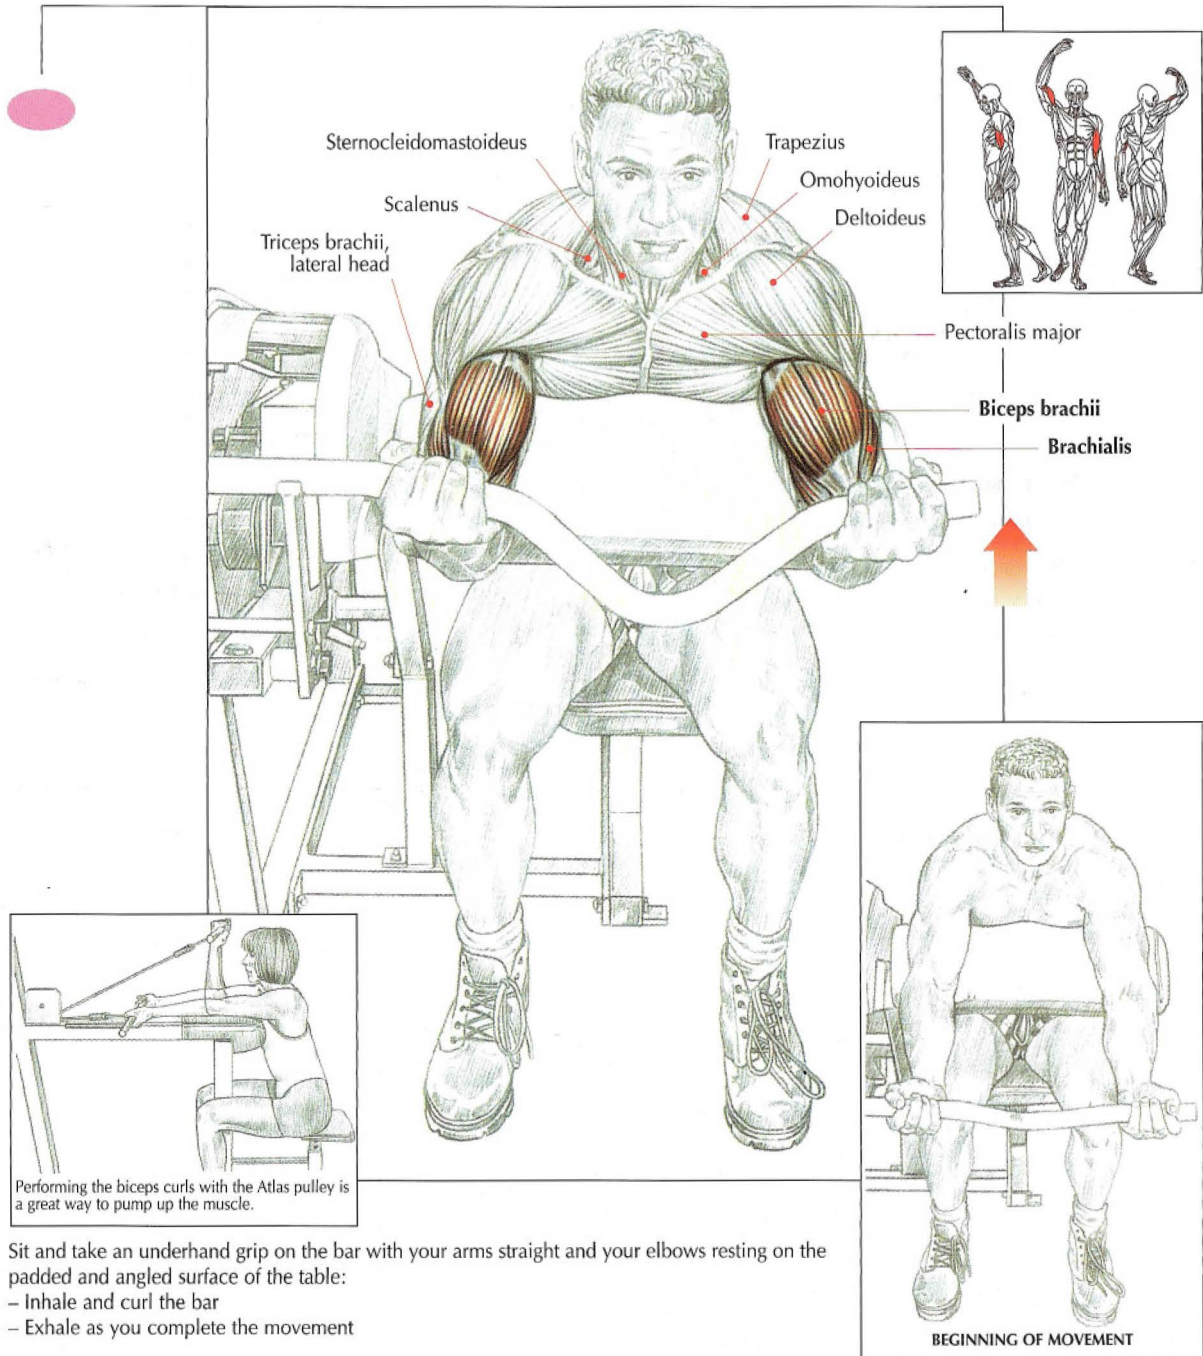 Sternocleidomastoideus
Trapezius
Omohyoideus
Scalenus
Deltoideus
Triceps brachii,
lateral head
Pectoralis major
Biceps brachii
Brachialis
Performing the biceps curls with the Atlas pulley is
a great way to pump up the muscle.
Sit and take an underhand grip on the bar with your arms straight and your elbows resting on the
padded and angled surface of the table:
– Inhale and curl the bar
– Exhale as you complete the movement
BEGINNING OF MOVEMENT